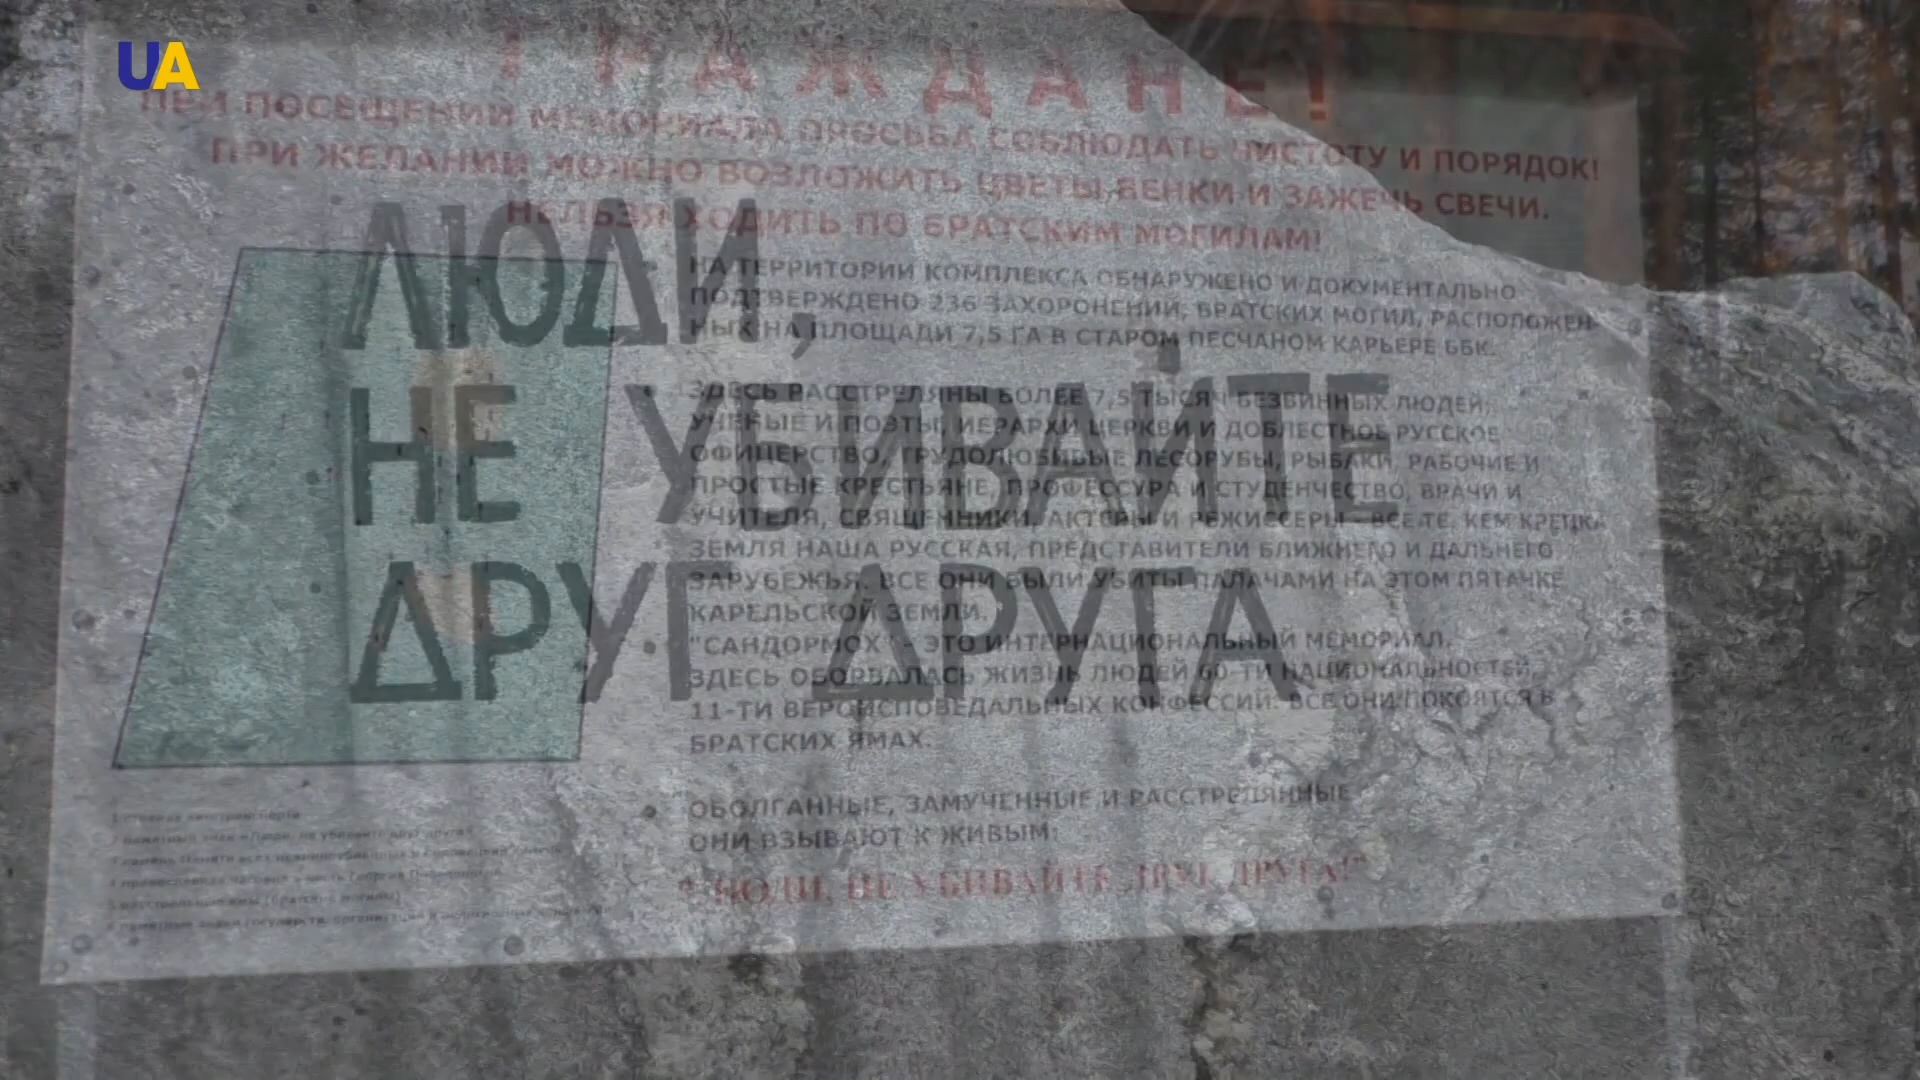 UA
ГРАЖДАНЕ!
ПРИ ПОСЕЩЕНИИ МЕМОРИАЛА ПРОСЬБА СОБЛЮДАТЬ ЧИСТОТУ И ПОРЯДОК!
ПРИ ЖЕЛАНИИ МОЖНО ВОЗЛОЖИТЬ ЦВЕТЫ, ВЕНКИ И ЗАЖЕЧЬ СВЕЧИ.
НЕЛЬЗЯ ХОДИТЬ ПО БРАТСКИМ МОГИЛАМ!
ЛЮДИ,
НЕ УБИВАЙТЕ
ДРУГ ДРУГА
НА ТЕРРИТОРИИ КОМПЛЕКСА ОБНАРУЖЕНО И ДОКУМЕНТАЛЬНО
ПОДТВЕРЖДЕНО 236 ЗАХОРОНЕНИЙ, БРАТСКИХ МОГИЛ, РАСПОЛОЖЕН-
НЫХ НА ПЛОЩАДИ 7,5 ГА В СТАРОМ ПЕСЧАНОМ КАРЬЕРЕ ББК.
ЗДЕСЬ РАССТРЕЛЯНЫ БОЛЕЕ 7,5 ТЫСЯЧ БЕЗВИННЫХ ЛЮДЕЙ,
УЧЕНЫЕ И ПОЭТЫ, ИЕРАРХИ ЦЕРКВИ И ДОБЛЕСТНОЕ РУССКОЕ
ОФИЦЕРСТВО, ТРУДОЛЮБИВЫЕ ЛЕСОРУБЫ, РЫБАКИ, РАБОЧИЕ И
ПРОСТЫЕ КРЕСТЬЯНЕ, ПРОФЕССУРА И СТУДЕНЧЕСТВО, ВРАЧИ И
УЧИТЕЛЯ, СВЯЩЕННИКИ, АКТЕРЫ И РЕЖИССЕРЫ - ВСЕ ТЕ, КЕМ КРЕПКА
ЗЕМЛЯ НАША РУССКАЯ, ПРЕДСТАВИТЕЛИ БЛИЖНЕГО И ДАЛЬНЕГО
ЗАРУБЕЖЬЯ. ВСЕ ОНИ БЫЛИ УБИТЫ ПАЛАЧАМИ НА ЭТОМ ПЯТАЧКЕ
КАРЕЛЬСКОЙ ЗЕМЛИ.
"САНДОРМОХ" - ЭТО ИНТЕРНАЦИОНАЛЬНЫЙ МЕМОРИАЛ.
ЗДЕСЬ ОБОРВАЛАСЬ ЖИЗНЬ ЛЮДЕЙ 60-ТИ НАЦИОНАЛЬНОСТЕЙ,
11-ТИ ВЕРОИСПОВЕДАЛЬНЫХ КОНФЕССИЙ. ВСЕ ОНИ ПОКОЯТСЯ В
БРАТСКИХ ЯМАХ.
ОБОЛГАННЫЕ, ЗАМУЧЕННЫЕ И РАССТРЕЛЯННЫЕ
ОНИ ВЗЫВАЮТ К ЖИВЫМ:
"ЛЮДИ, НЕ УБИВАЙТЕ ДРУГ ДРУГА!"